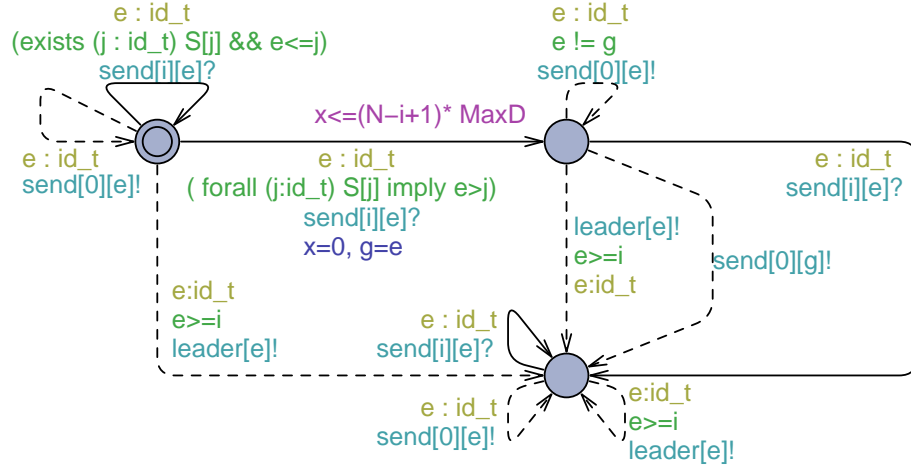 e : id_t
(exists (j : id_t) S[j] && e<=j)
send[i][e]?
e : id_t
e != g
send[0][e]!
x<=(N−i+1)* MaxD
e : id_t
send[0][e]!
e : id_t
( forall (j:id_t) S[j] imply e>j)
send[i][e]?
x=0, g=e
e : id_t
send[i][e]?
leader[e]!
e>=i
e:id_t
send[0][g]!
e:id_t
e>=i
leader[e]!
e : id_t
send[i][e]?
e : id_t
send[0][e]!
e:id_t
e>=i
leader[e]!